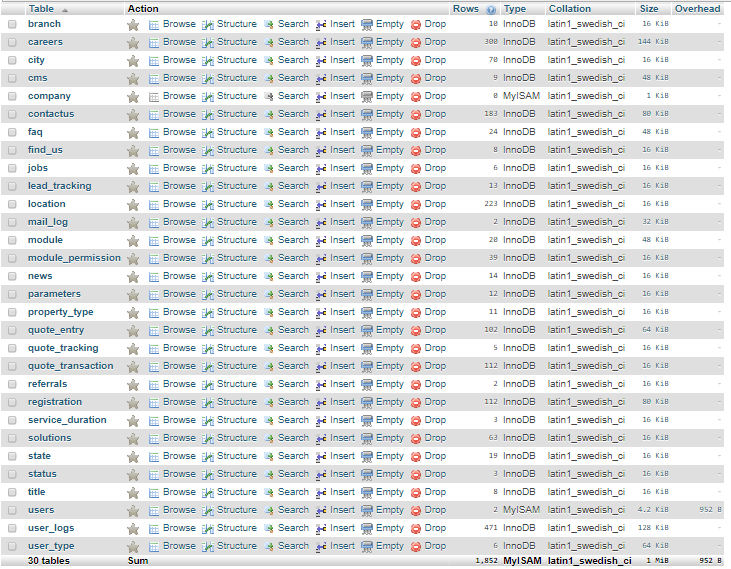 Table Action Rows Type Collation Size Overhead
branch Browse Structure Search Insert Empty Drop 10 InnoDB latin1_swedish_ci 16 KiB -
careers Browse Structure Search Insert Empty Drop 300 InnoDB latin1_swedish_ci 144 KiB -
city Browse Structure Search Insert Empty Drop 70 InnoDB latin1_swedish_ci 16 KiB -
cms Browse Structure Search Insert Empty Drop 9 InnoDB latin1_swedish_ci 48 KiB -
company Browse Structure Search Insert Empty Drop 0 MyISAM latin1_swedish_ci 1 KiB -
contactus Browse Structure Search Insert Empty Drop 183 InnoDB latin1_swedish_ci 80 KiB -
faq Browse Structure Search Insert Empty Drop 24 InnoDB latin1_swedish_ci 48 KiB -
find_us Browse Structure Search Insert Empty Drop 8 InnoDB latin1_swedish_ci 16 KiB -
jobs Browse Structure Search Insert Empty Drop 6 InnoDB latin1_swedish_ci 16 KiB -
lead_tracking Browse Structure Search Insert Empty Drop 13 InnoDB latin1_swedish_ci 16 KiB -
location Browse Structure Search Insert Empty Drop 223 InnoDB latin1_swedish_ci 16 KiB -
mail_log Browse Structure Search Insert Empty Drop 2 InnoDB latin1_swedish_ci 32 KiB -
module Browse Structure Search Insert Empty Drop 20 InnoDB latin1_swedish_ci 48 KiB -
module_permission Browse Structure Search Insert Empty Drop 39 InnoDB latin1_swedish_ci 16 KiB -
news Browse Structure Search Insert Empty Drop 14 InnoDB latin1_swedish_ci 16 KiB -
parameters Browse Structure Search Insert Empty Drop 12 InnoDB latin1_swedish_ci 16 KiB -
property_type Browse Structure Search Insert Empty Drop 11 InnoDB latin1_swedish_ci 16 KiB -
quote_entry Browse Structure Search Insert Empty Drop 102 InnoDB latin1_swedish_ci 64 KiB -
quote_tracking Browse Structure Search Insert Empty Drop 5 InnoDB latin1_swedish_ci 16 KiB -
quote_transaction Browse Structure Search Insert Empty Drop 112 InnoDB latin1_swedish_ci 16 KiB -
referrals Browse Structure Search Insert Empty Drop 2 InnoDB latin1_swedish_ci 16 KiB -
registration Browse Structure Search Insert Empty Drop 112 InnoDB latin1_swedish_ci 80 KiB -
service_duration Browse Structure Search Insert Empty Drop 3 InnoDB latin1_swedish_ci 16 KiB -
solutions Browse Structure Search Insert Empty Drop 63 InnoDB latin1_swedish_ci 16 KiB -
state Browse Structure Search Insert Empty Drop 19 InnoDB latin1_swedish_ci 16 KiB -
status Browse Structure Search Insert Empty Drop 3 InnoDB latin1_swedish_ci 16 KiB -
title Browse Structure Search Insert Empty Drop 8 InnoDB latin1_swedish_ci 16 KiB -
users Browse Structure Search Insert Empty Drop 2 MyISAM latin1_swedish_ci 4.2 KiB 952 B
user_logs Browse Structure Search Insert Empty Drop 471 InnoDB latin1_swedish_ci 128 KiB -
user_type Browse Structure Search Insert Empty Drop 6 InnoDB latin1_swedish_ci 64 KiB -
30 tables Sum 1,852 MyISAM latin1_swedish_ci 1 MiB 952 B